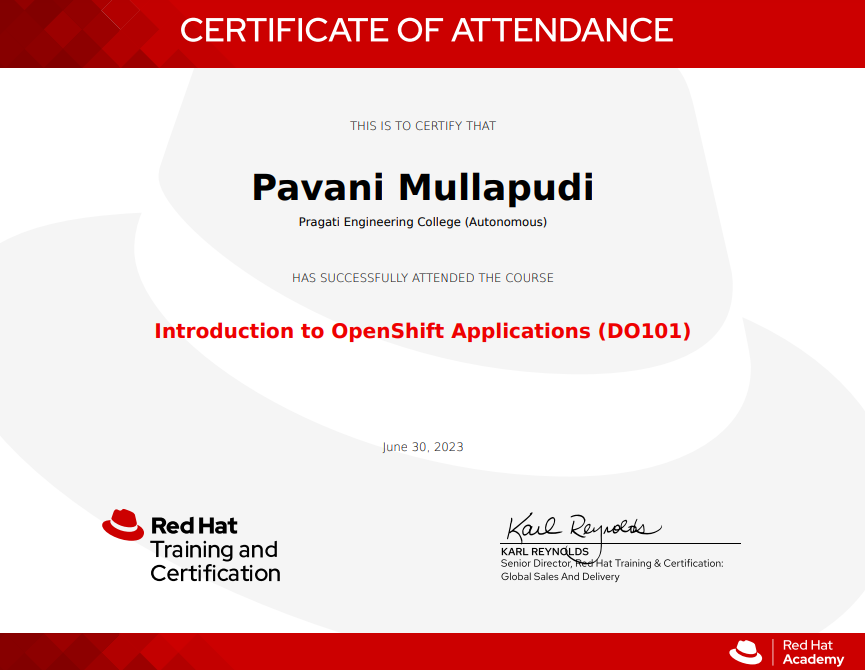 CERTIFICATE OF ATTENDANCE
THIS IS TO CERTIFY THAT
Pavani Mullapudi
Pragati Engineering College (Autonomous)
HAS SUCCESSFULLY ATTENDED THE COURSE
Introduction to OpenShift Applications (DO101)
June 30, 2023
Red Hat
Training and
Certification
Karl Reynolds
KARL REYNOLDS
Senior Director, Red Hat Training & Certification:
Global Sales And Delivery
Red Hat
Academy